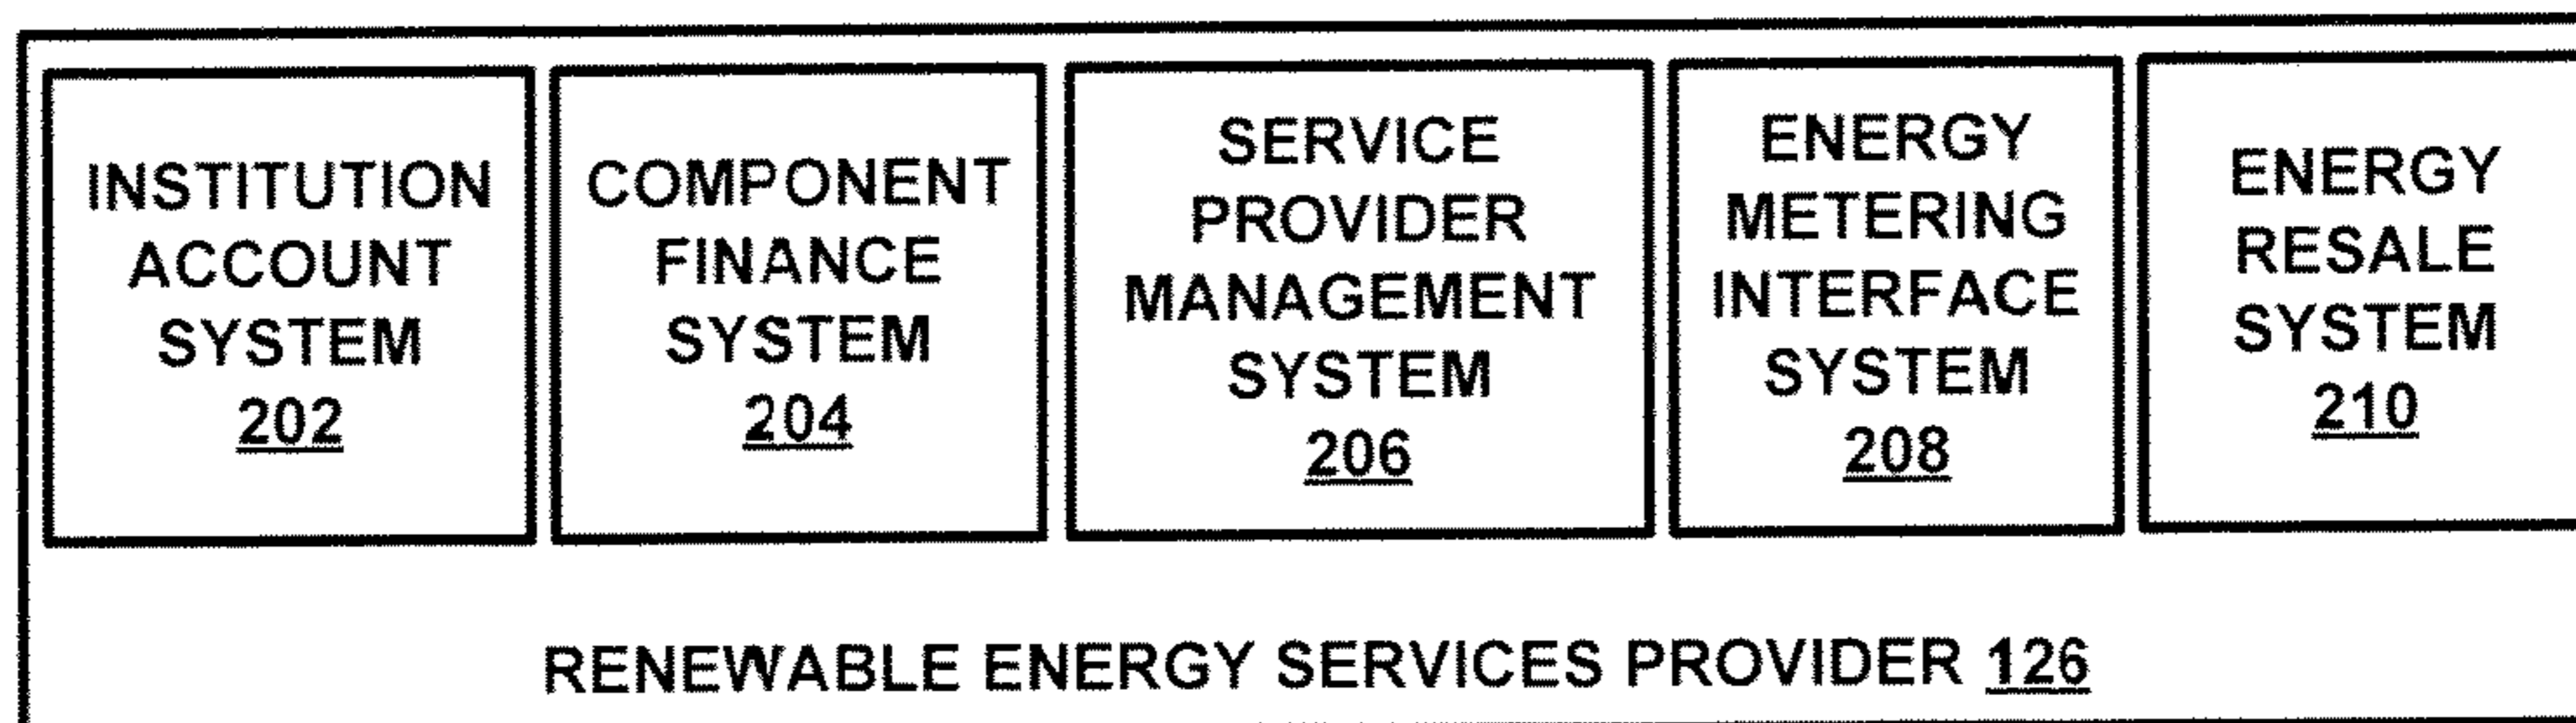 INSTITUTION
ACCOUNT
SYSTEM
202
COMPONENT
FINANCE
SYSTEM
204
SERVICE
PROVIDER
MANAGEMENT
SYSTEM
206
ENERGY
METERING
INTERFACE
SYSTEM
208
ENERGY
RESALE
SYSTEM
210
RENEWABLE ENERGY SERVICES PROVIDER 126